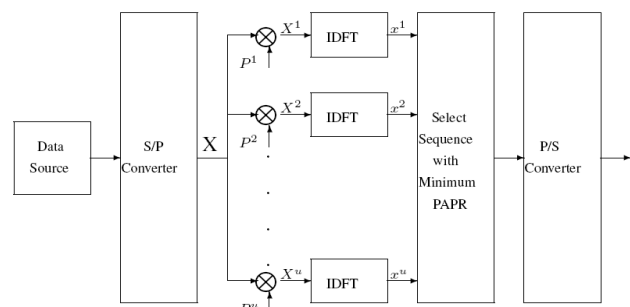 Data
Source
S/P
Converter
X
X^1
P^1
IDFT
x^1
X^2
P^2
IDFT
x^2
X^u
P^u
IDFT
x^u
Select
Sequence
with
Minimum
PAPR
P/S
Converter